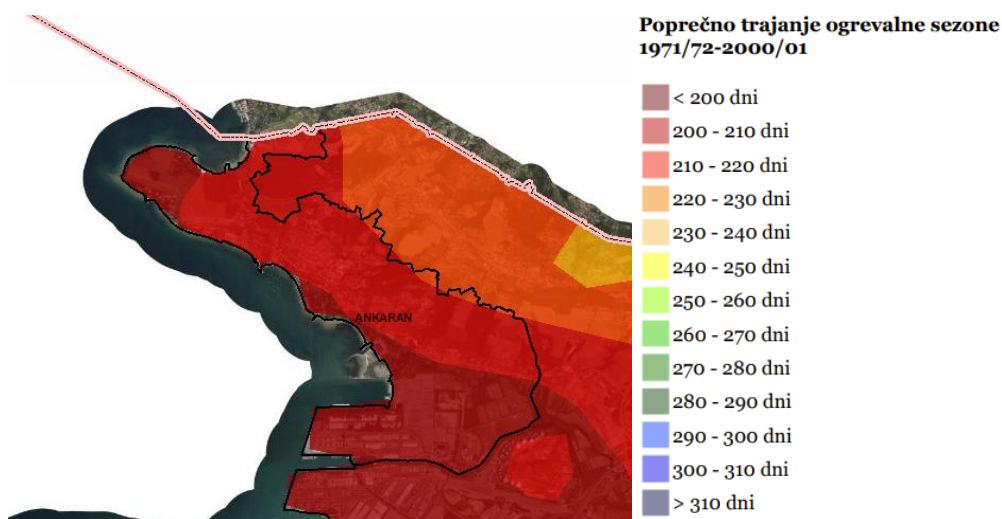 Poprečno trajanje ogrevalne sezone
1971/72-2000/01
< 200 dni
200 - 210 dni
210 - 220 dni
220 - 230 dni
230 - 240 dni
240 - 250 dni
250 - 260 dni
260 - 270 dni
270 - 280 dni
280 - 290 dni
290 - 300 dni
300 - 310 dni
> 310 dni
ANKARAN